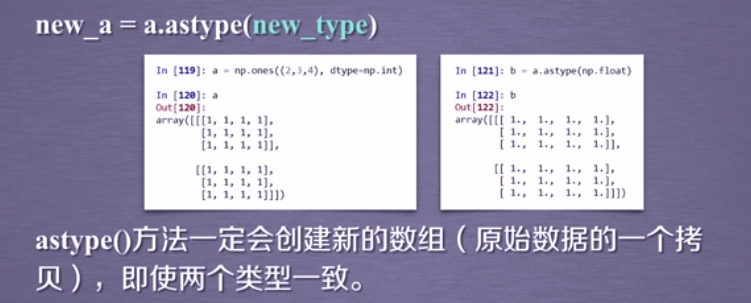 new_a = a.astype(new_type)
In [119]: a = np.ones((2,3,4), dtype=np.int)
In [120]: a
Out[120]:
array([[[1, 1, 1, 1],
[1, 1, 1, 1],
[1, 1, 1, 1]],
[[1, 1, 1, 1],
[1, 1, 1, 1],
[1, 1, 1, 1]]])
In [121]: b = a.astype(np.float)
In [122]: b
Out[122]:
array([[[ 1., 1., 1., 1.],
[ 1., 1., 1., 1.],
[ 1., 1., 1., 1.]],
[[ 1., 1., 1., 1.],
[ 1., 1., 1., 1.],
[ 1., 1., 1., 1.]]])
astype()方法一定会创建新的数组（原始数据的一个拷
贝），即使两个类型一致。